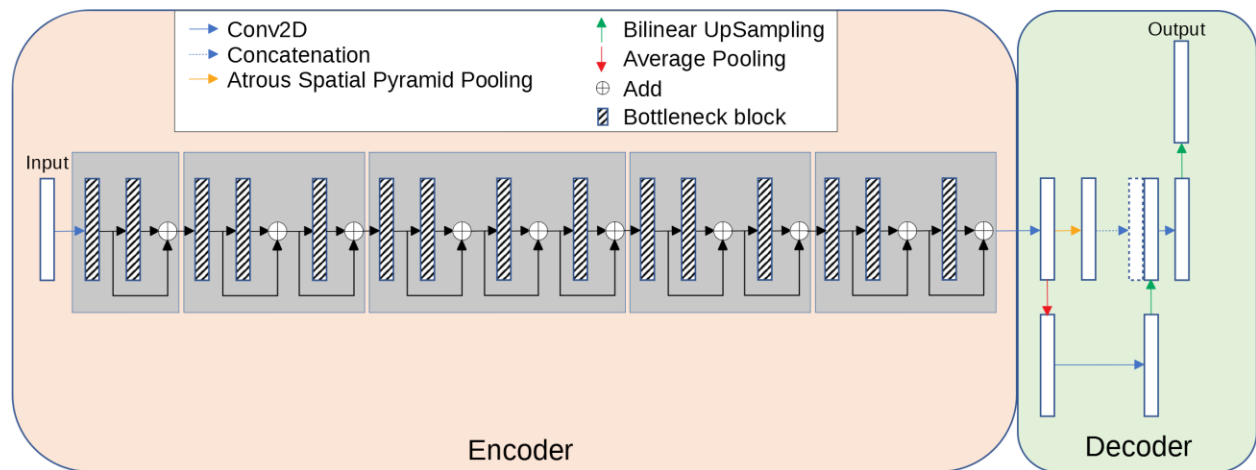 Conv2D
Concatenation
Atrous Spatial Pyramid Pooling
Bilinear UpSampling
Average Pooling
Add
Bottleneck block
Output
Input
Encoder
Decoder